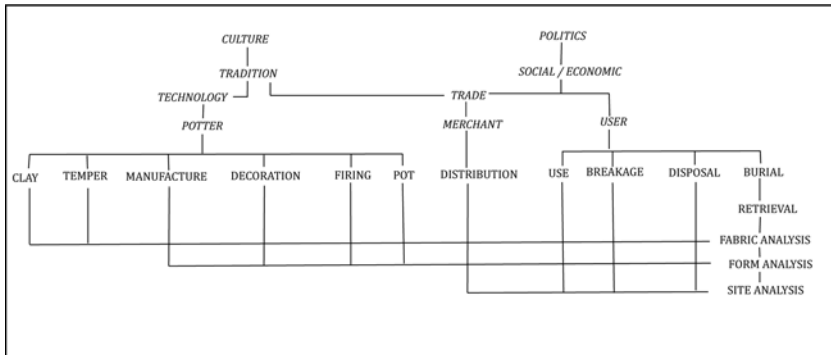 CULTURE
POLITICS
TRADITION
SOCIAL / ECONOMIC
TECHNOLOGY
TRADE
POTTER
MERCHANT
USER
CLAY
TEMPER
MANUFACTURE
DECORATION
FIRING
POT
DISTRIBUTION
USE
BREAKAGE
DISPOSAL
BURIAL
RETRIEVAL
FABRIC ANALYSIS
FORM ANALYSIS
SITE ANALYSIS